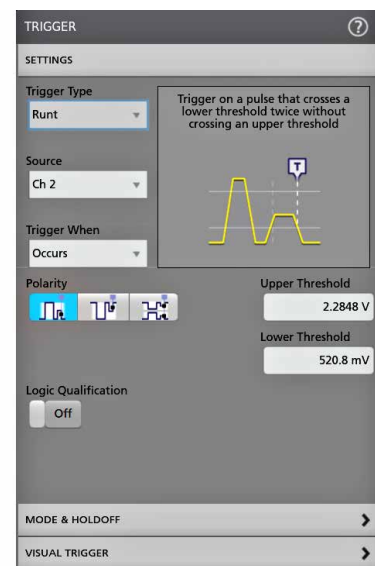 TRIGGER
?
SETTINGS
Trigger Type
Runt
Trigger on a pulse that crosses a
lower threshold twice without
crossing an upper threshold
T
Source
Ch 2
Trigger When
Occurs
Polarity
Upper Threshold
2.2848 V
Lower Threshold
520.8 mV
Logic Qualification
Off
MODE & HOLDOFF
VISUAL TRIGGER